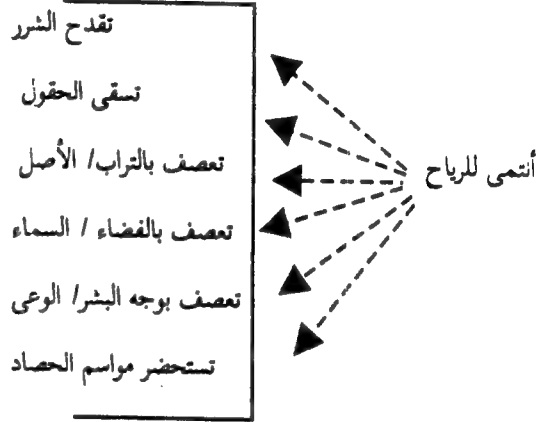 تقدح الشرر
تسقى الحقول
تعصف بالتراب/ الأصل
أنتمى للرياح
تعصف بالفضاء / السماء
تعصف بوجه البشر/ الوعى
تستحضر مواسم الحصاد